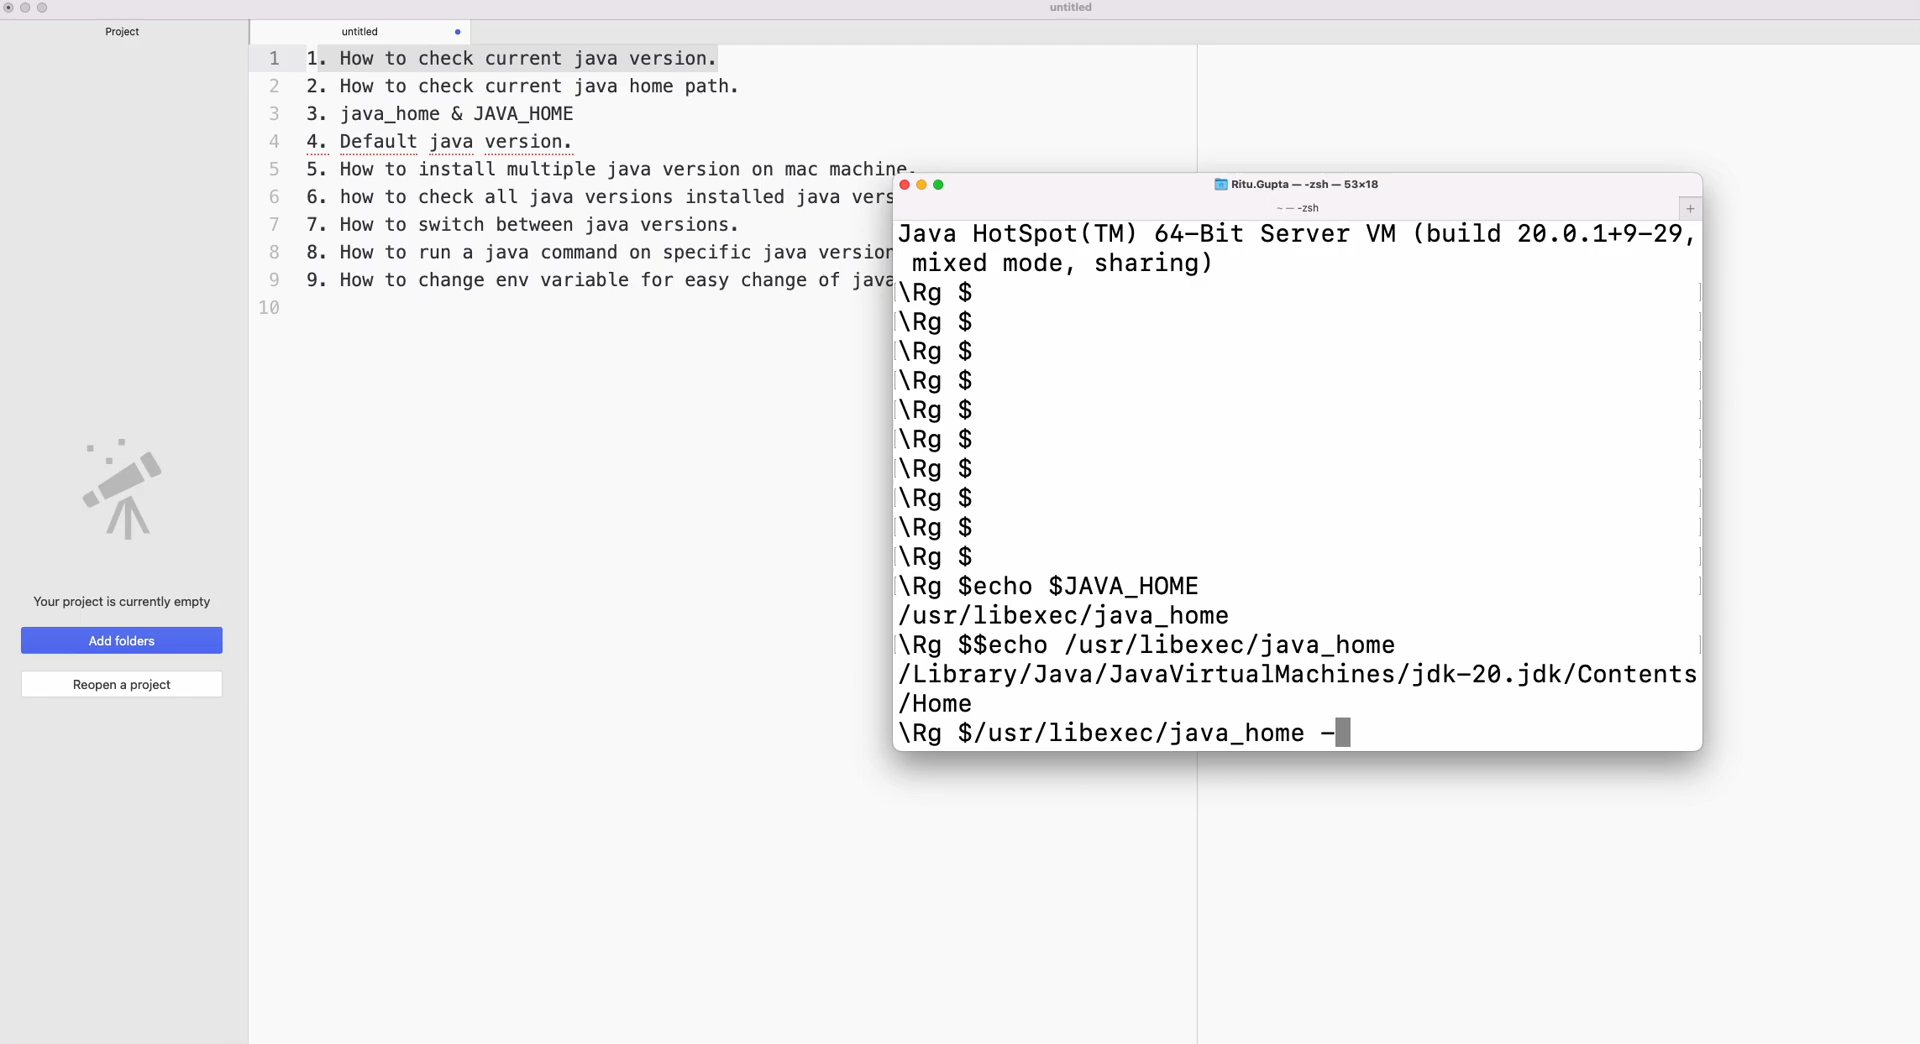 untitled
Project
untitled
1 1. How to check current java version.
2 2. How to check current java home path.
3 3. java_home & JAVA_HOME
4 4. Default java version.
5 5. How to install multiple java version on mac machine.
6 6. how to check all java versions installed java vers
7 7. How to switch between java versions.
8 8. How to run a java command on specific java version
9 9. How to change env variable for easy change of java
10
Your project is currently empty
Add folders
Reopen a project
Ritu.Gupta — -zsh — 53×18
~ — -zsh
+
Java HotSpot(TM) 64-Bit Server VM (build 20.0.1+9-29,
mixed mode, sharing)
\Rg $
\Rg $
\Rg $
\Rg $
\Rg $
\Rg $
\Rg $
\Rg $
\Rg $
\Rg $
\Rg $echo $JAVA_HOME
/usr/libexec/java_home
\Rg $$echo /usr/libexec/java_home
/Library/Java/JavaVirtualMachines/jdk-20.jdk/Contents
/Home
\Rg $/usr/libexec/java_home -